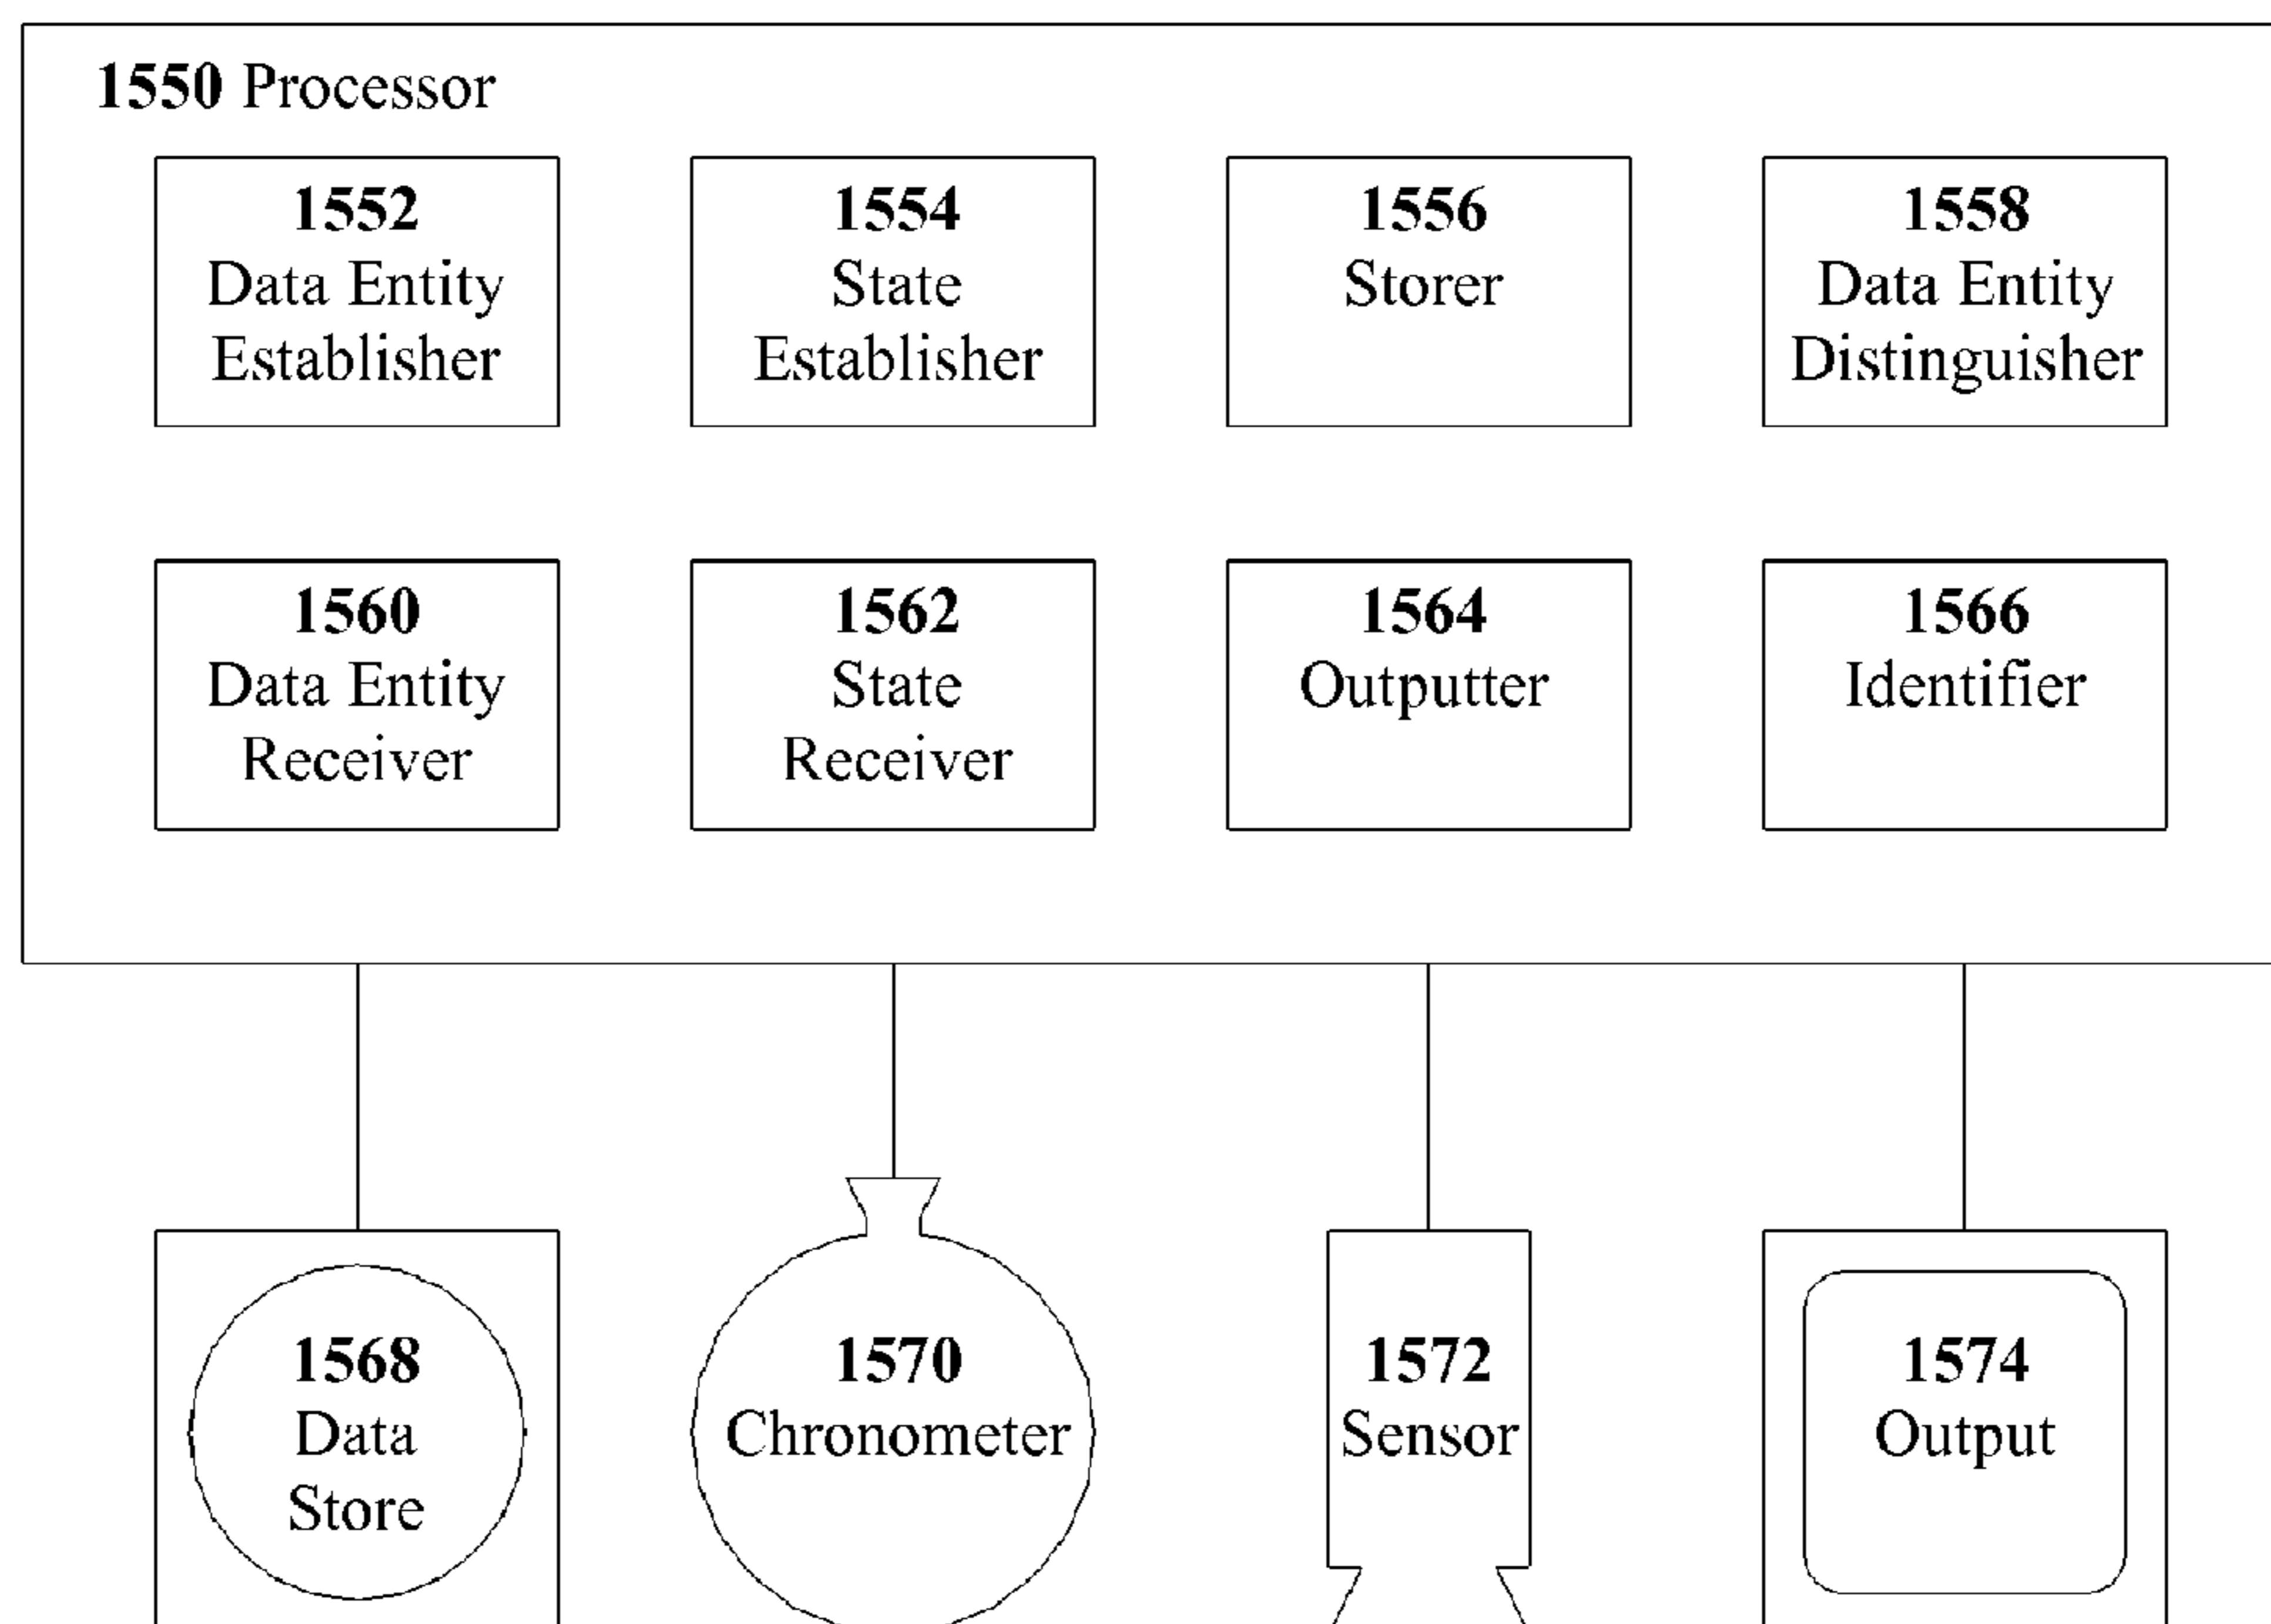 1550 Processor
1552
Data Entity
Establisher
1554
State
Establisher
1556
Storer
1558
Data Entity
Distinguisher
1560
Data Entity
Receiver
1562
State
Receiver
1564
Outputter
1566
Identifier
1568
Data
Store
1570
Chronometer
1572
Sensor
1574
Output